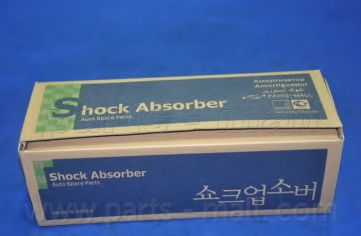 Амортизатор
Amortiguador
PARTS-MALL
Shock Absorber
Auto Spare Parts
Shock Absorber
Auto Spare Parts
쇼크업소버
www.parts-mall.com